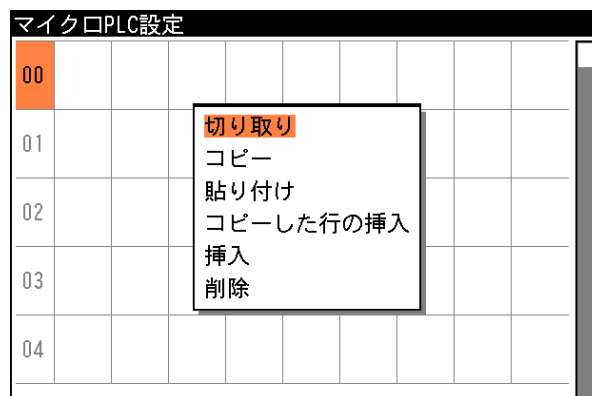 マイクロPLC設定
00
切り取り
01
コピー
貼り付け
02
コピーした行の挿入
挿入
03
削除
04